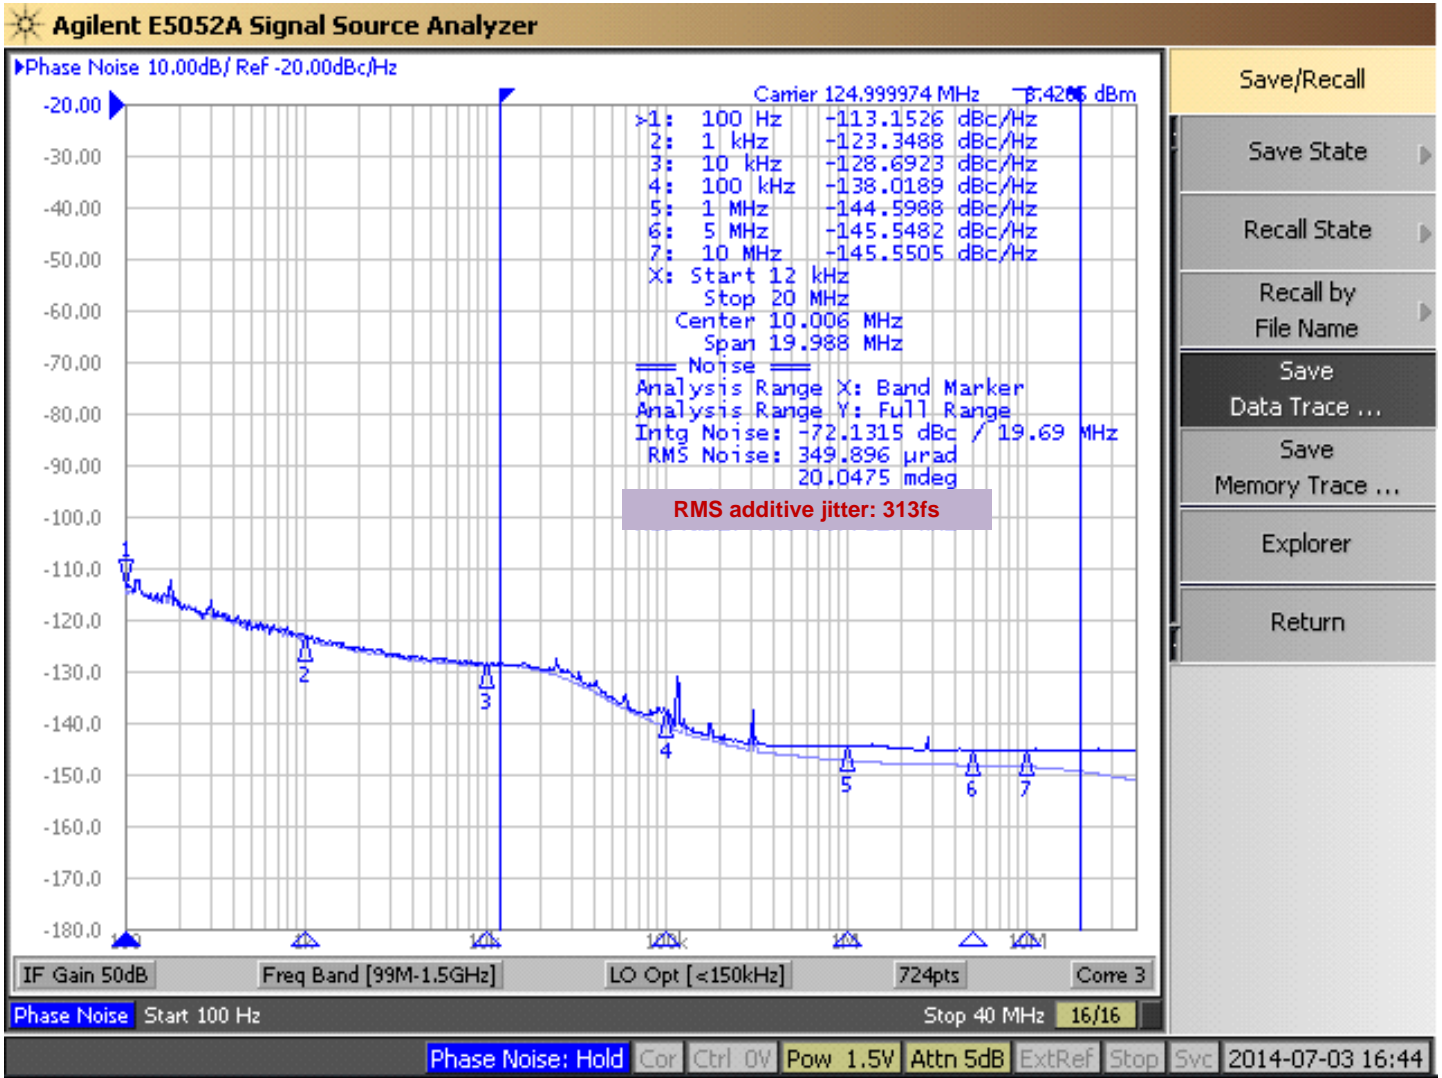 Agilent E5052A Signal Source Analyzer
Phase Noise 10.00dB/ Ref -20.00dBc/Hz
Carrier 124.999974 MHz dBm
-20.00
-30.00
-40.00
-50.00
-60.00
-70.00
-80.00
-90.00
-100.0
-110.0
-120.0
-130.0
-140.0
-150.0
-160.0
-170.0
-180.0
>1: 100 Hz -113.1526 dBc/Hz
2: 1 kHz -123.3488 dBc/Hz
3: 10 kHz -128.6923 dBc/Hz
4: 100 kHz -138.0189 dBc/Hz
5: 1 MHz -144.5988 dBc/Hz
6: 5 MHz -145.5482 dBc/Hz
7: 10 MHz -145.5505 dBc/Hz
X: Start 12 kHz
Stop 20 MHz
Center 10.006 MHz
Span 19.988 MHz
=== Noise ===
Analysis Range X: Band Marker
Analysis Range Y: Full Range
Intg Noise: -72.1315 dBc / 19.69 MHz
RMS Noise: 349.896 µrad
20.0475 mdeg
RMS additive jitter: 313fs
1
2
3
4
5
6
7
IF Gain 50dB Freq Band [99M-1.5GHz] LO Opt [<150kHz] 724pts Corre 3
Phase Noise Start 100 Hz Stop 40 MHz 16/16
Phase Noise: Hold Cor Ctrl 0V Pow 1.5V Attn 5dB ExtRef Stop Svc 2014-07-03 16:44
Save/Recall
Save State
Recall State
Recall by
File Name
Save
Data Trace ...
Save
Memory Trace ...
Explorer
Return